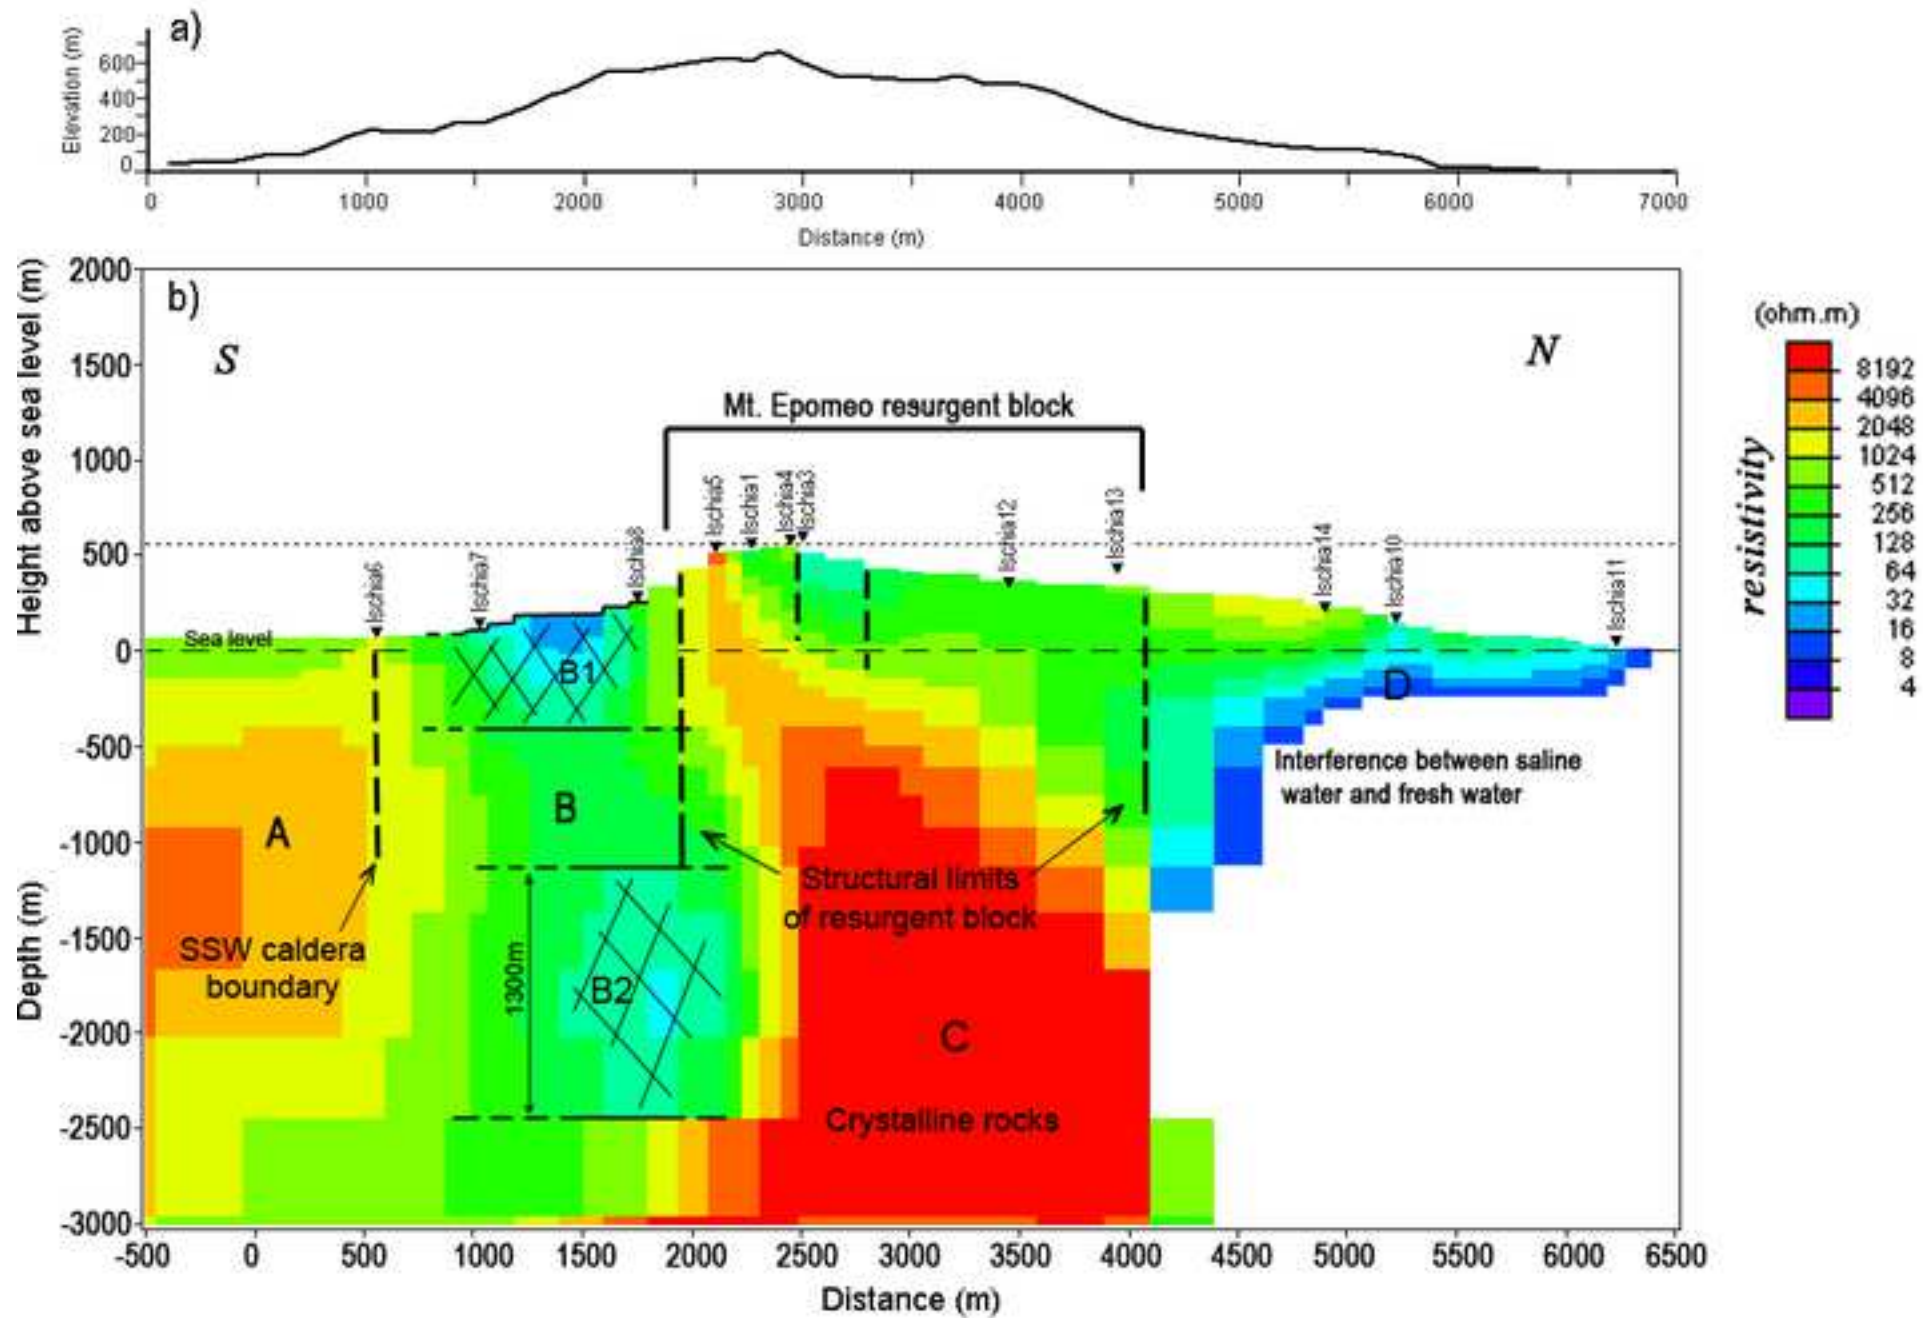 a)
Elevation (m)
600
400
200
0
0 1000 2000 3000 4000 5000 6000 7000
Distance (m)
b)
Height above sea level (m)
Depth (m)
2000
1500
1000
500
0
-500
-1000
-1500
-2000
-2500
-3000
S
N
Mt. Epomeo resurgent block
Ischia6
Ischia7
Ischia8
Ischia5
Ischia1
Ischia4
Ischia3
Ischia12
Ischia13
Ischia14
Ischia10
Ischia11
Sea level
B1
D
Interference between saline
water and fresh water
A
B
Structural limits
of resurgent block
SSW caldera
boundary
1300m
B2
C
Crystalline rocks
-500 0 500 1000 1500 2000 2500 3000 3500 4000 4500 5000 5500 6000 6500
Distance (m)
(ohm.m)
resistivity
8192
4096
2048
1024
512
256
128
64
32
16
8
4